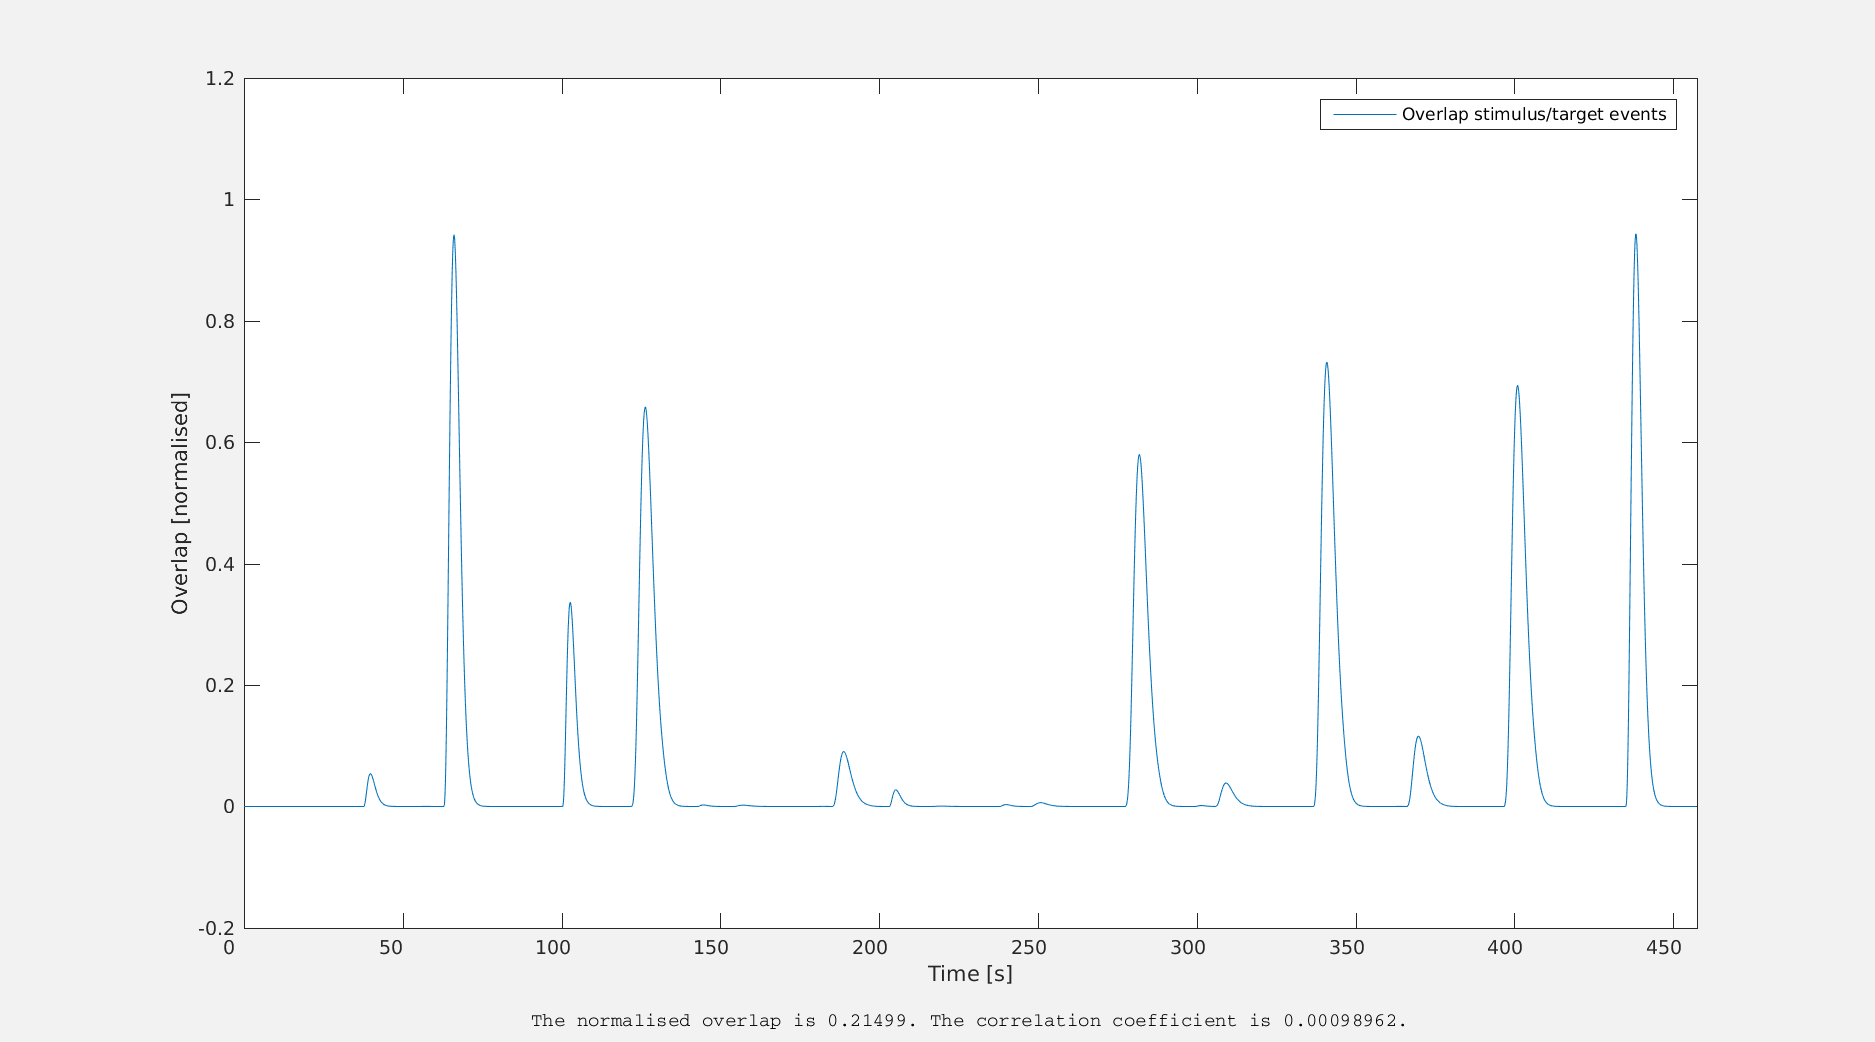 1.2
Overlap stimulus/target events
1
0.8
0.6
0.4
0.2
0
-0.2
Overlap [normalised]
0 50 100 150 200 250 300 350 400 450
Time [s]
The normalised overlap is 0.21499. The correlation coefficient is 0.00098962.